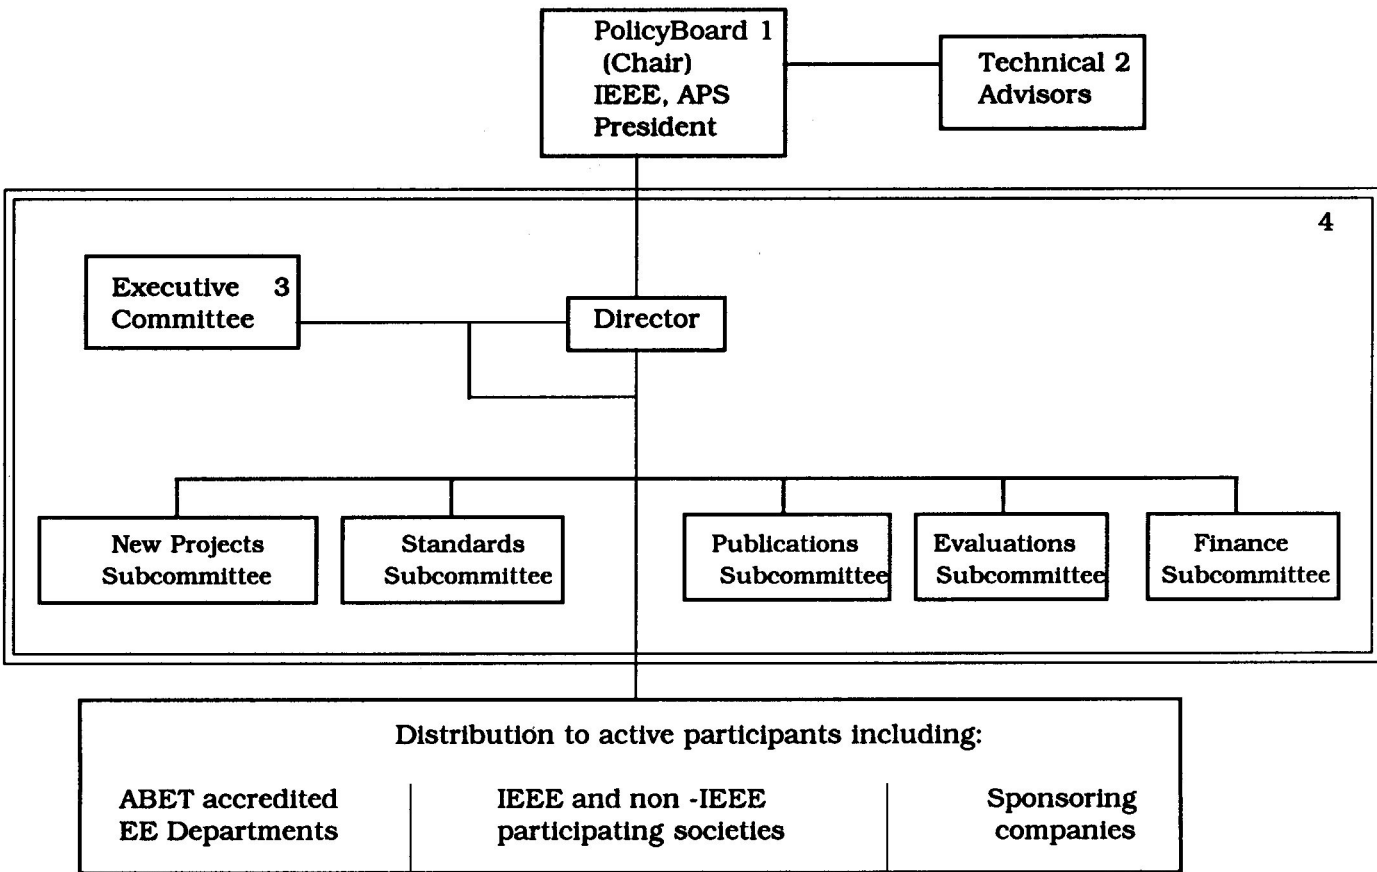 PolicyBoard 1
(Chair)
IEEE, APS
President
Technical 2
Advisors
4
Executive 3
Committee
Director
New Projects
Subcommittee
Standards
Subcommittee
Publications
Subcommittee
Evaluations
Subcommittee
Finance
Subcommittee
Distribution to active participants including:
ABET accredited
EE Departments
IEEE and non -IEEE
participating societies
Sponsoring
companies